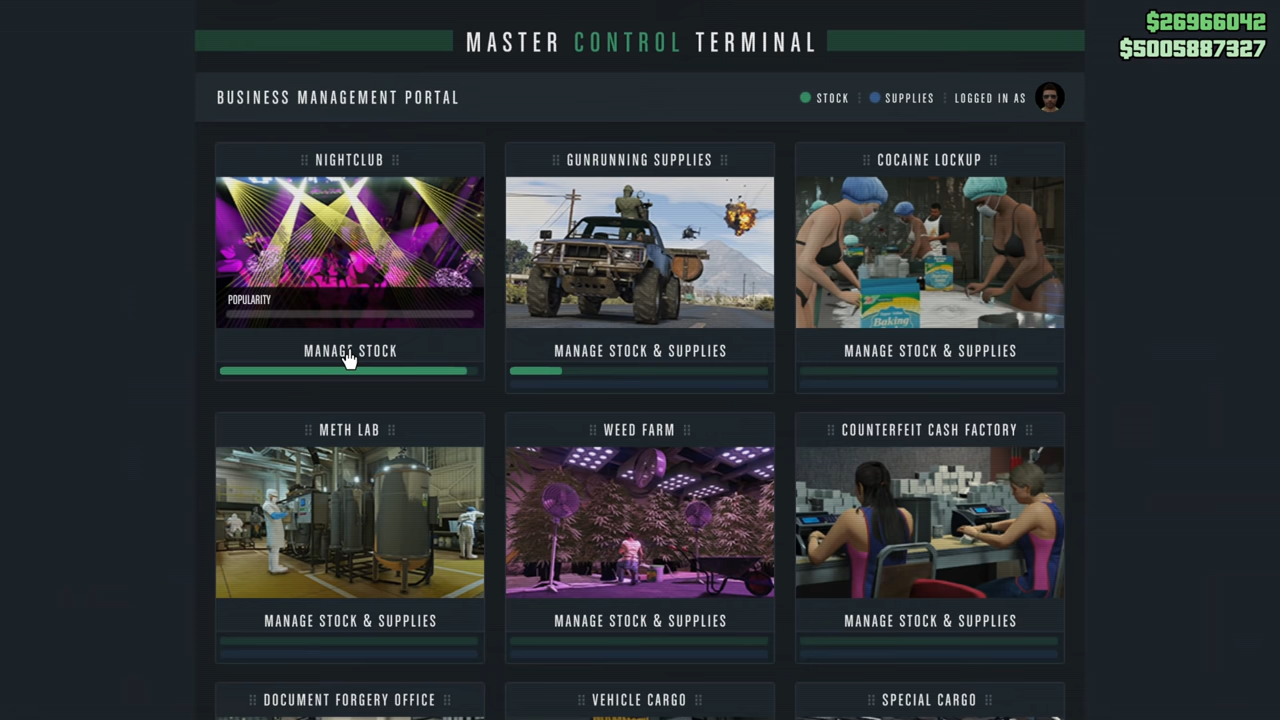 $26966042
$5005887327
MASTER CONTROL TERMINAL
BUSINESS MANAGEMENT PORTAL
STOCK
SUPPLIES
LOGGED IN AS
NIGHTCLUB
GUNRUNNING SUPPLIES
COCAINE LOCKUP
POPULARITY
Baking
MANAGE STOCK
MANAGE STOCK & SUPPLIES
MANAGE STOCK & SUPPLIES
METH LAB
WEED FARM
COUNTERFEIT CASH FACTORY
MANAGE STOCK & SUPPLIES
MANAGE STOCK & SUPPLIES
MANAGE STOCK & SUPPLIES
DOCUMENT FORGERY OFFICE
VEHICLE CARGO
SPECIAL CARGO